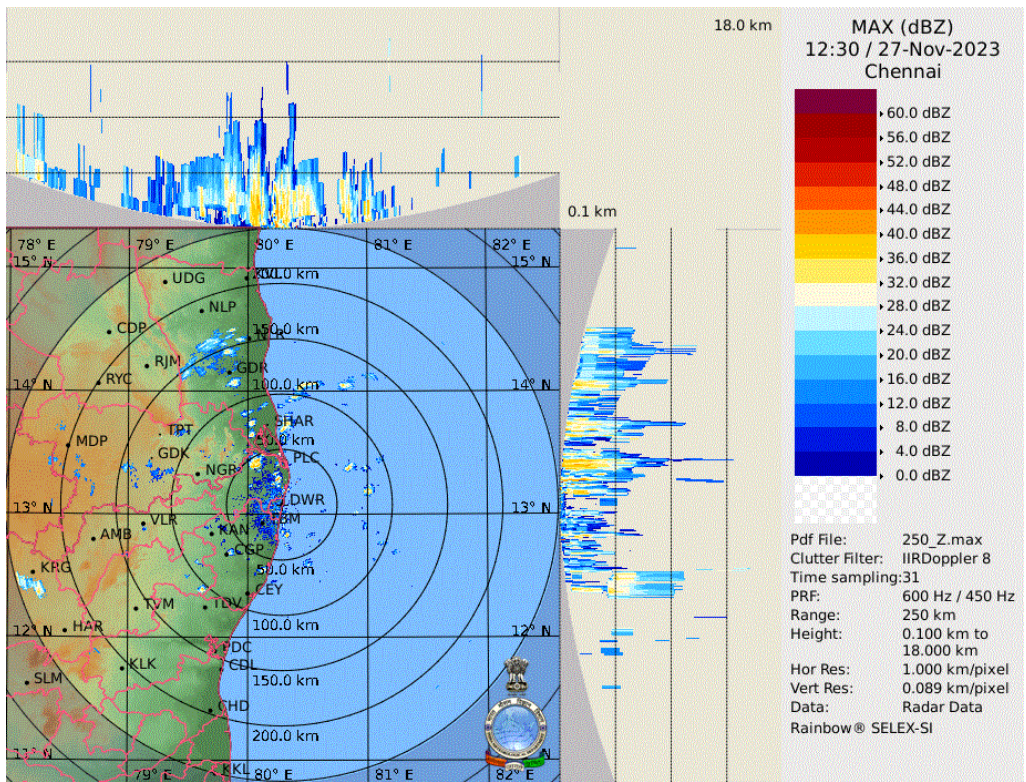 18.0 km
0.1 km
MAX (dBZ)
12:30 / 27-Nov-2023
Chennai
60.0 dBZ
56.0 dBZ
52.0 dBZ
48.0 dBZ
44.0 dBZ
40.0 dBZ
36.0 dBZ
32.0 dBZ
28.0 dBZ
24.0 dBZ
20.0 dBZ
16.0 dBZ
12.0 dBZ
8.0 dBZ
4.0 dBZ
0.0 dBZ
Pdf File: 250_Z.max
Clutter Filter: IIRDoppler 8
Time sampling:31
PRF: 600 Hz / 450 Hz
Range: 250 km
Height: 0.100 km to
18.000 km
Hor Res: 1.000 km/pixel
Vert Res: 0.089 km/pixel
Data: Radar Data
Rainbow® SELEX-SI
78° E 79° E 80° E 81° E 82° E
15° N 15° N
UDG
NLP
CDP
150.0 km
RJM
GDR
RYC
100.0 km
14° N 14° N
SHAR
TPT
50.0 km
MDP
GDK
PLC
NGR
DWR
13° N 13° N
VLR
KAN
AMB
CGP
KRG
50.0 km
CEY
TVM
TDV
100.0 km
HAR
12° N 12° N
PDC
KLK
CDL
SLM
150.0 km
CHD
200.0 km
11° N 11° N
KKL
79° E 80° E 81° E 82° E